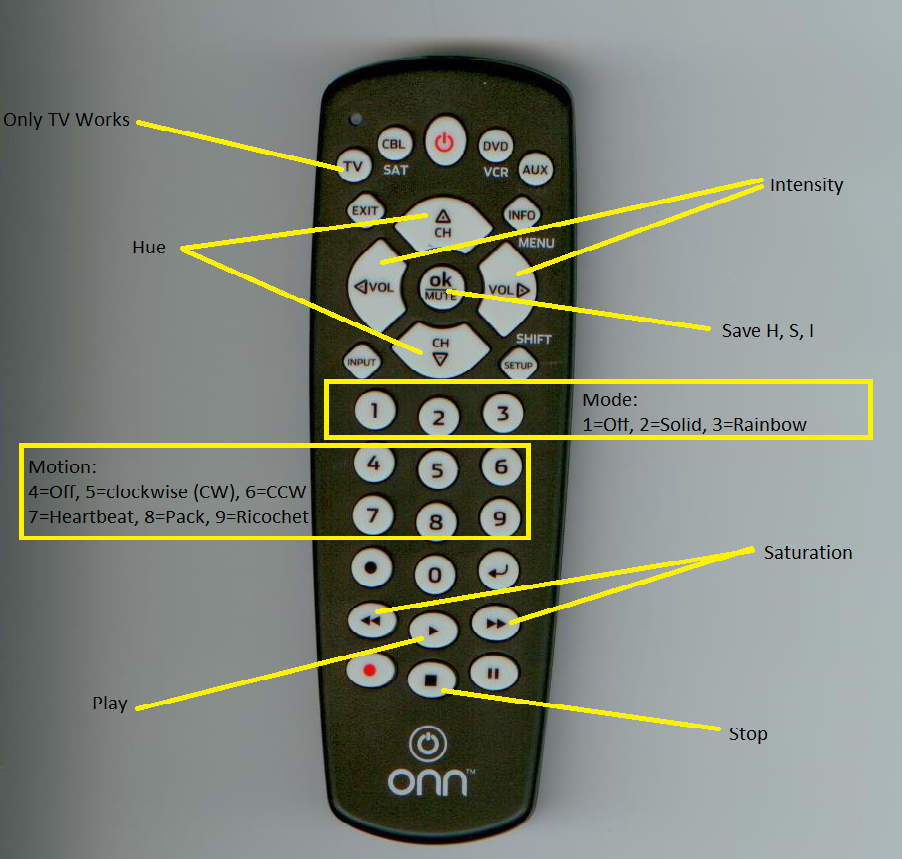 Only TV Works
CBL
DVD
TV
SAT
VCR
AUX
EXIT
INFO
Intensity
CH
Hue
MENU
VOL
ok
MUTE
VOL
Save H, S, I
CH
SHIFT
INPUT
SETUP
Mode:
1=Off, 2=Solid, 3=Rainbow
1
2
3
Motion:
4=Off, 5=clockwise (CW), 6=CCW
7=Heartbeat, 8=Pack, 9=Ricochet
4
5
6
7
8
9
Saturation
0
Play
Stop
onn™